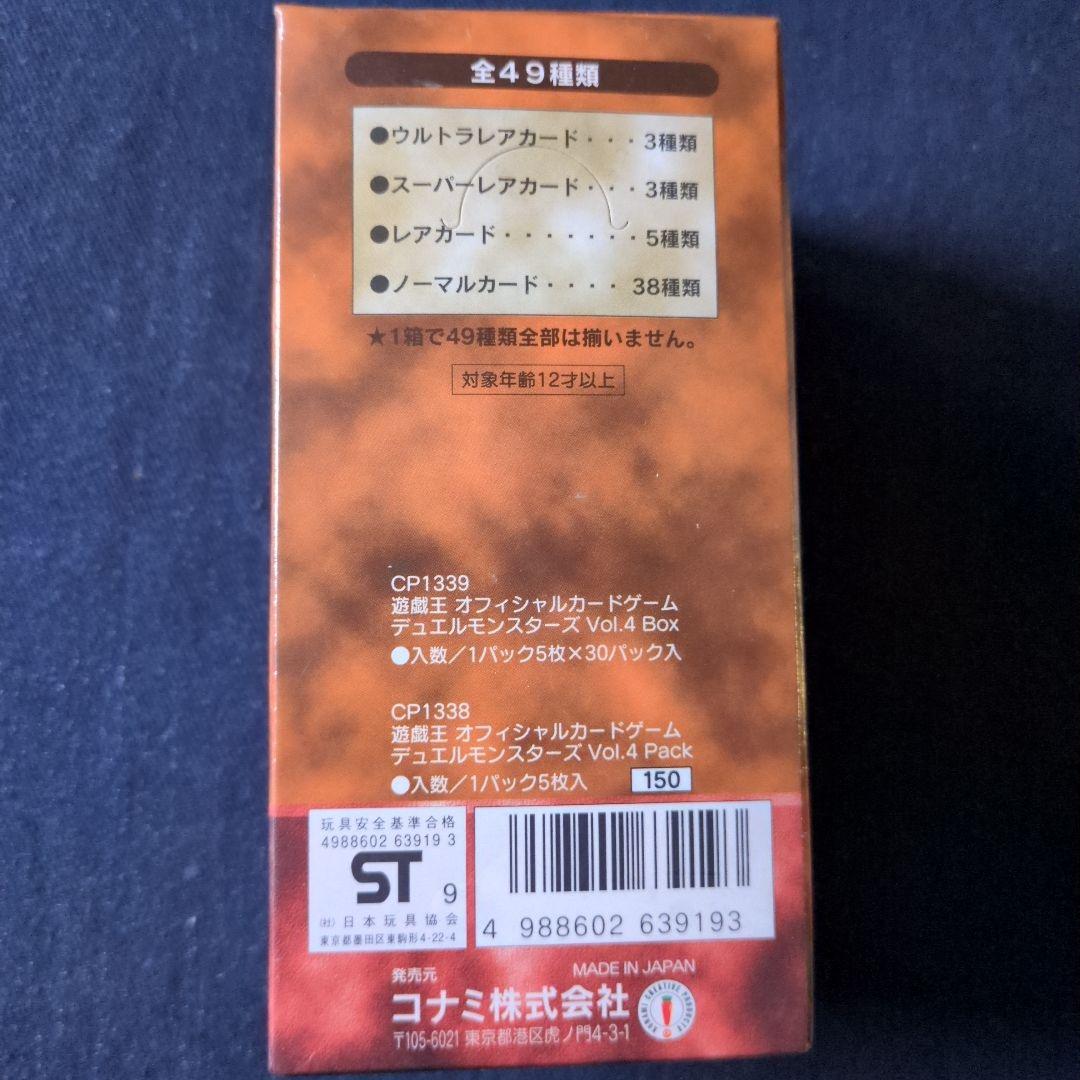 全49種類
●ウルトラレアカード・・・3種類
●スーパーレアカード・・・3種類
●レアカード・・・・・・・5種類
●ノーマルカード・・・・38種類
★1箱で49種類全部は揃いません。
対象年齢12才以上
CP1339
遊戯王 オフィシャルカードゲーム
デュエルモンスターズ Vol.4 Box
●入数／1パック5枚×30パック入
CP1338
遊戯王 オフィシャルカードゲーム
デュエルモンスターズ Vol.4 Pack
●入数／1パック5枚入 150
玩具安全基準合格
4988602 63919 3
ST 9
(社)日本玩具協会
東京都墨田区東駒形4-22-4
4 988602 639193
発売元
MADE IN JAPAN
コナミ株式会社
KONAMI CREATIVE PRODUCTS
〒105-6021 東京都港区虎ノ門4-3-1